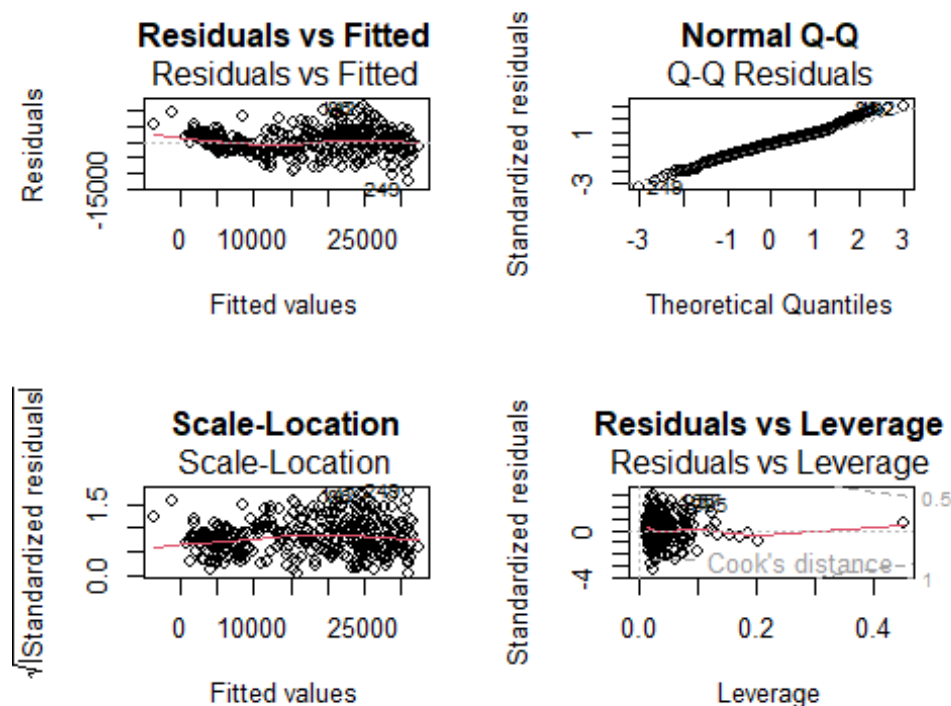 Residuals vs Fitted
Residuals vs Fitted
Residuals
-15000
249
0 10000 25000
Fitted values
Normal Q-Q
Q-Q Residuals
Standardized residuals
-3 1
249
-3 -1 0 1 2 3
Theoretical Quantiles
Scale-Location
Scale-Location
√|Standardized residuals|
0.0 1.5
249
0 10000 25000
Fitted values
Residuals vs Leverage
Residuals vs Leverage
Standardized residuals
-4 0
Cook's distance
0.5
1
0.0 0.2 0.4
Leverage